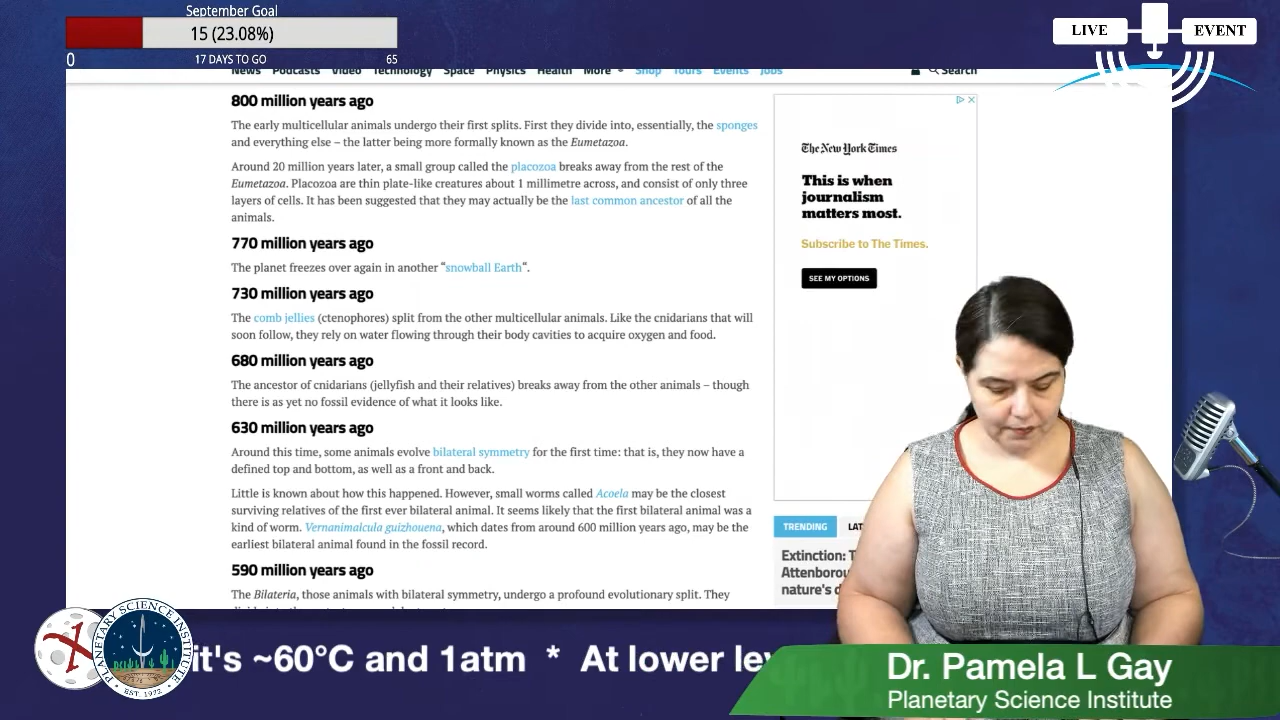 September Goal
15 (23.08%)
0 17 DAYS TO GO 65
LIVE EVENT
News Podcasts Video Technology Space Physics Health More Shop Tours Events Jobs Search
800 million years ago
The early multicellular animals undergo their first splits. First they divide into, essentially, the sponges
and everything else – the latter being more formally known as the Eumetazoa.
Around 20 million years later, a small group called the placozoa breaks away from the rest of the
Eumetazoa. Placozoa are thin plate-like creatures about 1 millimetre across, and consist of only three
layers of cells. It has been suggested that they may actually be the last common ancestor of all the
animals.
770 million years ago
The planet freezes over again in another “snowball Earth“.
730 million years ago
The comb jellies (ctenophores) split from the other multicellular animals. Like the cnidarians that will
soon follow, they rely on water flowing through their body cavities to acquire oxygen and food.
680 million years ago
The ancestor of cnidarians (jellyfish and their relatives) breaks away from the other animals – though
there is as yet no fossil evidence of what it looks like.
630 million years ago
Around this time, some animals evolve bilateral symmetry for the first time: that is, they now have a
defined top and bottom, as well as a front and back.
Little is known about how this happened. However, small worms called Acoela may be the closest
surviving relatives of the first ever bilateral animal. It seems likely that the first bilateral animal was a
kind of worm. Vernanimalcula guizhouena, which dates from around 600 million years ago, may be the
earliest bilateral animal found in the fossil record.
590 million years ago
The Bilateria, those animals with bilateral symmetry, undergo a profound evolutionary split. They
The New York Times
This is when
journalism
matters most.
Subscribe to The Times.
SEE MY OPTIONS
TRENDING LAT
Extinction: T
Attenborou
nature's d
PLANETARY SCIENCE INSTITUTE
EST. 1972
it's ~60°C and 1atm * At lower lev
Dr. Pamela L Gay
Planetary Science Institute